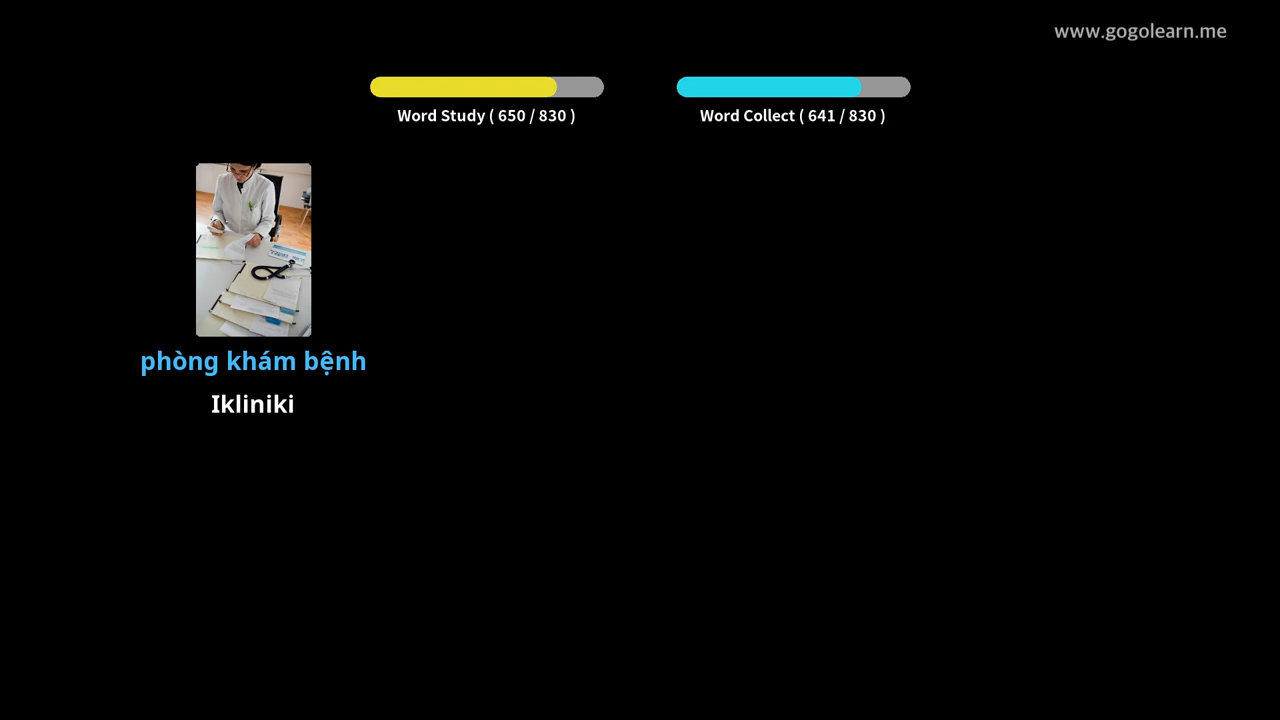 www.gogolearn.me
Word Study ( 650 / 830 )
Word Collect ( 641 / 830 )
phòng khám bệnh
Ikliniki